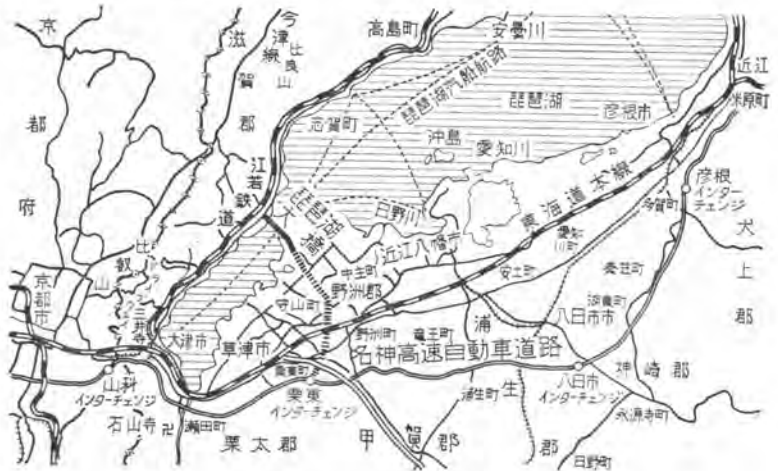 京都府
今津線
比良山
滋賀郡
高島町
安曇川
琵琶湖汽船航路
琵琶湖
近江
米原町
彦根市
志賀町
沖島
愛知川
江若鉄道
琵琶湖大橋
日野川
東海道本線
多賀町
彦根
インターチェンジ
犬上郡
近江八幡市
愛知川町
中主町
安土町
秦荘町
湖東町
比叡山
ドライブウェイ
京都市
三井寺
守山町
野洲郡
八日市市
大津市
草津市
野洲町
竜王町
浦生郡
名神高速自動車道路
神崎郡
山科
インターチェンジ
栗東町
栗東
インターチェンジ
蒲生町
八日市
インターチェンジ
永源寺町
石山寺
卍
瀬田町
栗太郡
甲賀郡
日野町